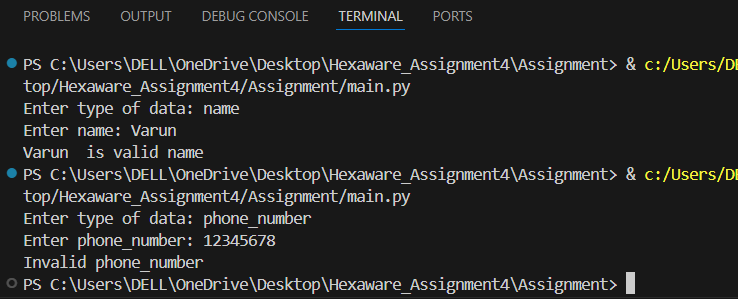 PROBLEMS OUTPUT DEBUG CONSOLE TERMINAL PORTS
PS C:\Users\DELL\OneDrive\Desktop\Hexaware_Assignment4\Assignment> & c:/Users/DE
top/Hexaware_Assignment4/Assignment/main.py
Enter type of data: name
Enter name: Varun
Varun  is valid name
PS C:\Users\DELL\OneDrive\Desktop\Hexaware_Assignment4\Assignment> & c:/Users/DE
top/Hexaware_Assignment4/Assignment/main.py
Enter type of data: phone_number
Enter phone_number: 12345678
Invalid phone_number
PS C:\Users\DELL\OneDrive\Desktop\Hexaware_Assignment4\Assignment>